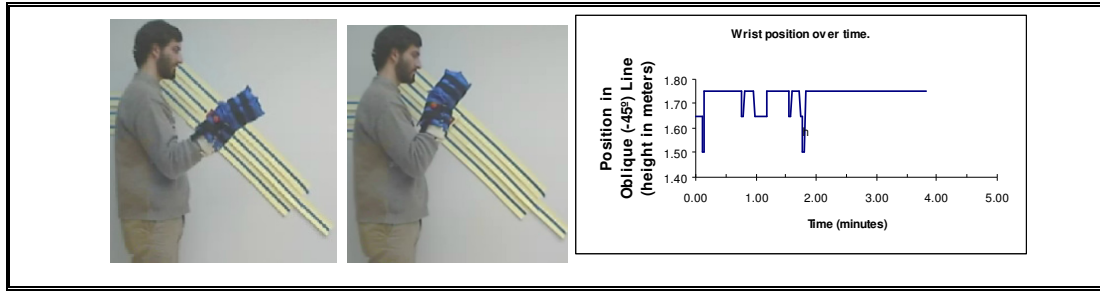 Wrist position over time.
Position in
Oblique (-45º) Line
(height in meters)
1.80
1.70
1.60
1.50
1.40
h
0.00 1.00 2.00 3.00 4.00 5.00
Time (minutes)